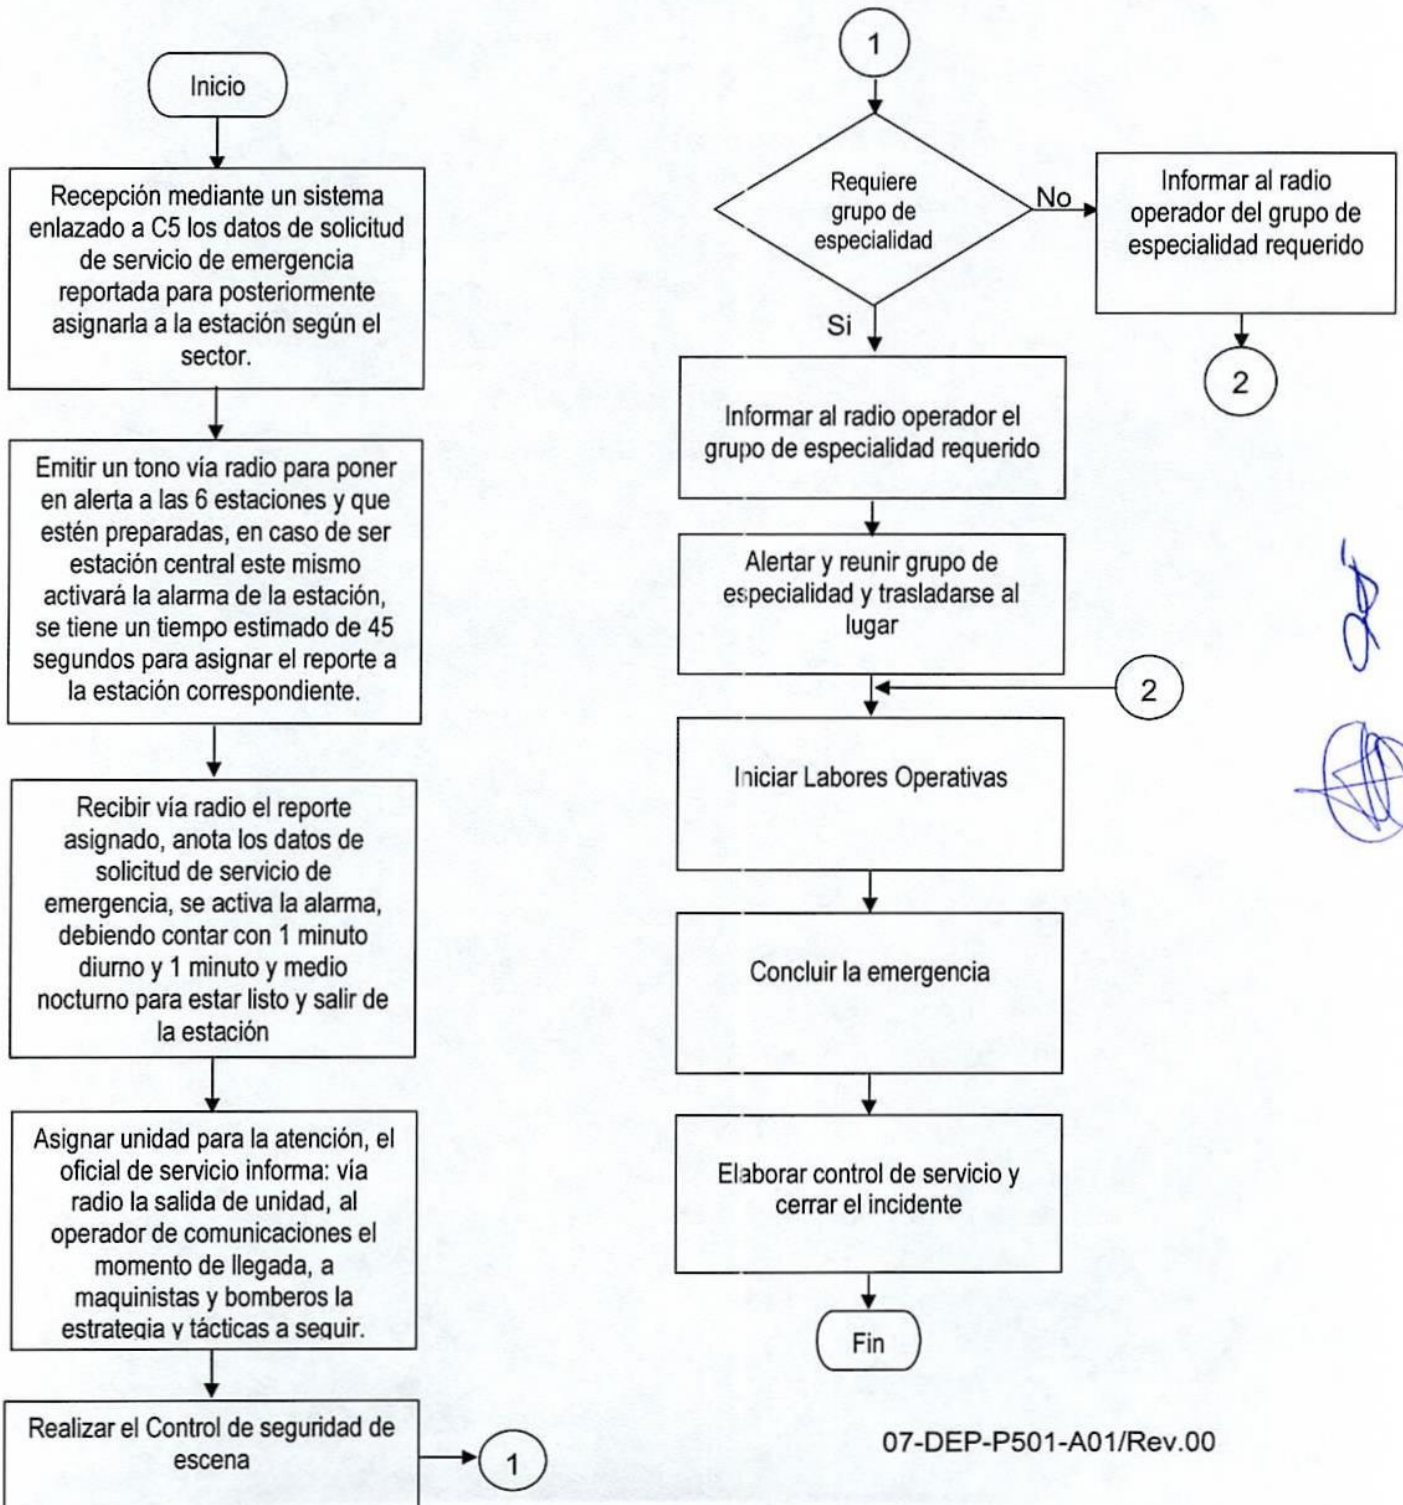 Inicio
Recepción mediante un sistema
enlazado a C5 los datos de solicitud
de servicio de emergencia
reportada para posteriormente
asignarla a la estación según el
sector.
Emitir un tono vía radio para poner
en alerta a las 6 estaciones y que
estén preparadas, en caso de ser
estación central este mismo
activará la alarma de la estación,
se tiene un tiempo estimado de 45
segundos para asignar el reporte a
la estación correspondiente.
Recibir vía radio el reporte
asignado, anota los datos de
solicitud de servicio de
emergencia, se activa la alarma,
debiendo contar con 1 minuto
diurno y 1 minuto y medio
nocturno para estar listo y salir de
la estación
Asignar unidad para la atención, el
oficial de servicio informa: vía
radio la salida de unidad, al
operador de comunicaciones el
momento de llegada, a
maquinistas y bomberos la
estrategia y tácticas a seguir.
Realizar el Control de seguridad de
escena
1
1
Requiere
grupo de
especialidad
No
Informar al radio
operador del grupo de
especialidad requerido
2
Si
Informar al radio operador el
grupo de especialidad requerido
Alertar y reunir grupo de
especialidad y trasladarse al
lugar
2
Iniciar Labores Operativas
Concluir la emergencia
Elaborar control de servicio y
cerrar el incidente
Fin
07-DEP-P501-A01/Rev.00